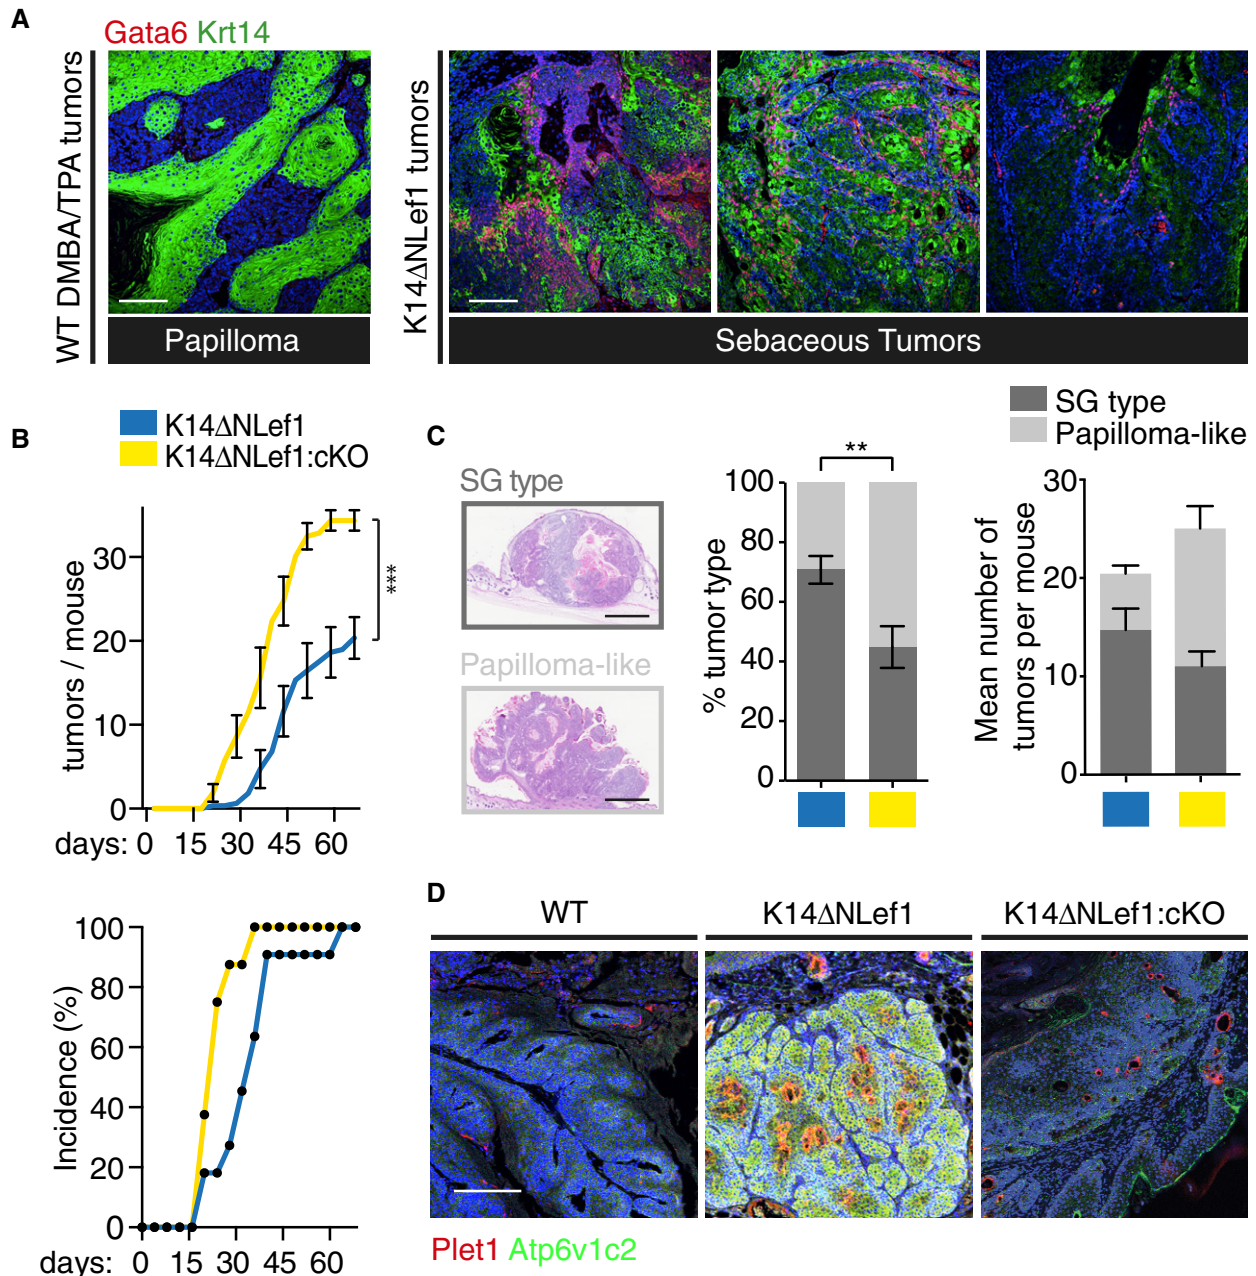 A
Gata6 Krt14
WT DMBA/TPA tumors
Papilloma
K14ΔNLef1 tumors
Sebaceous Tumors
B
K14ΔNLef1
K14ΔNLef1:cKO
tumors / mouse
30
20
10
0
***
days: 0 15 30 45 60
Incidence (%)
100
80
60
40
20
0
days: 0 15 30 45 60
C
SG type
Papilloma-like
% tumor type
100
80
60
40
20
0
**
SG type
Papilloma-like
Mean number of
tumors per mouse
30
20
10
0
D
WT
K14ΔNLef1
K14ΔNLef1:cKO
Plet1 Atp6v1c2